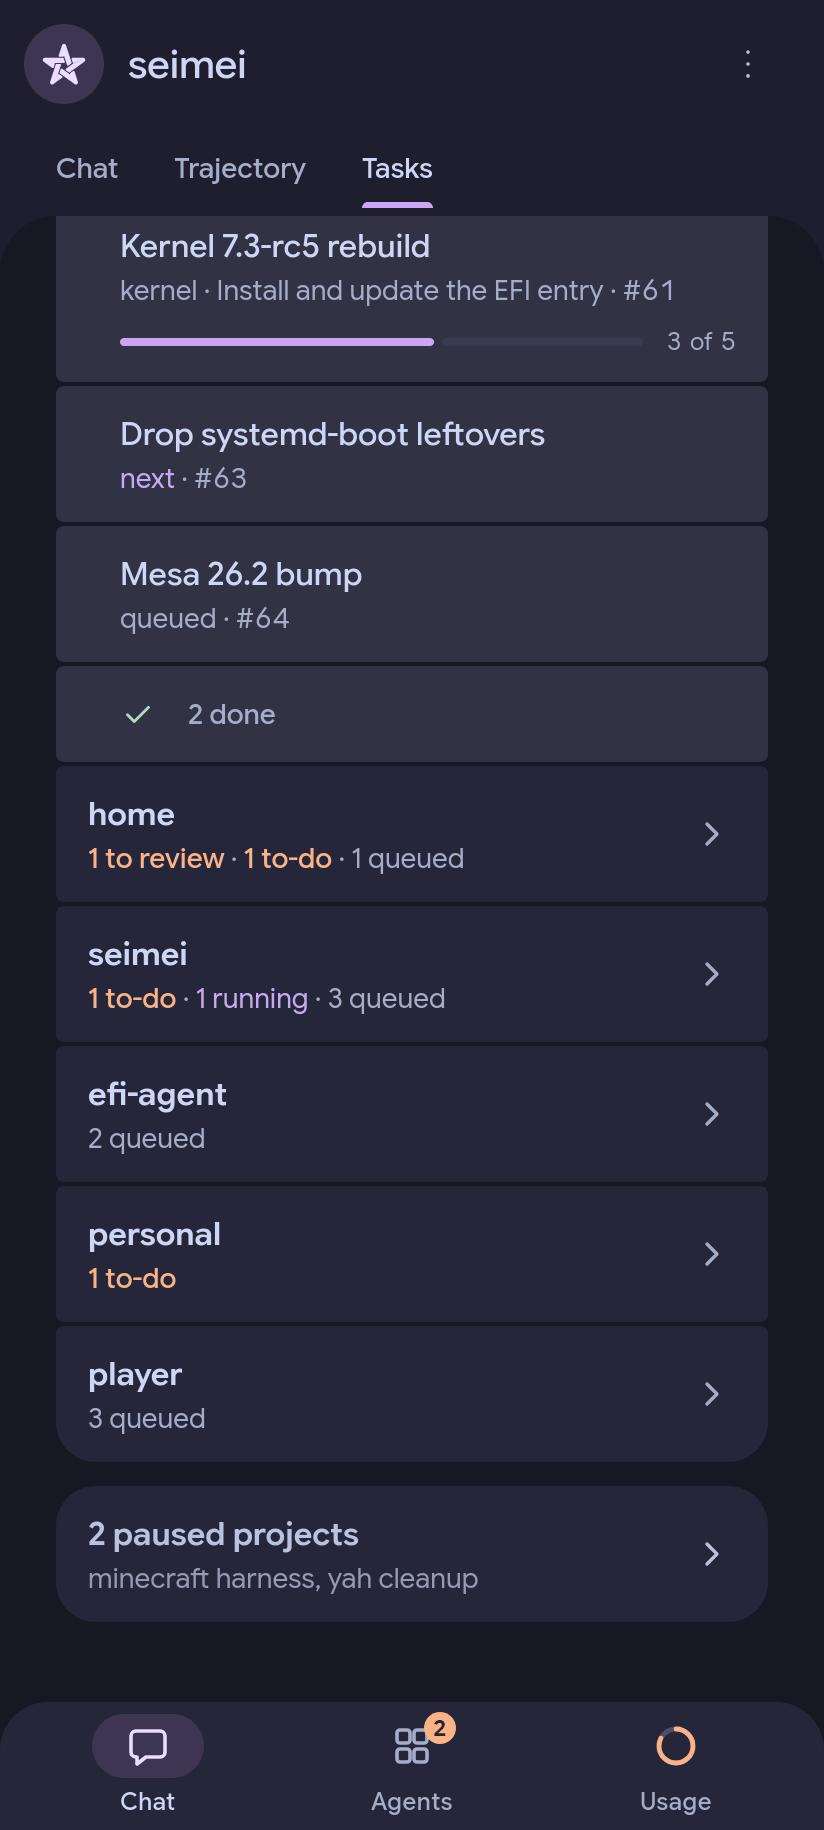 seimei
Chat
Trajectory
Tasks
Kernel 7.3-rc5 rebuild
kernel · Install and update the EFI entry · #61
3 of 5
Drop systemd-boot leftovers
next · #63
Mesa 26.2 bump
queued · #64
2 done
home
1 to review · 1 to-do · 1 queued
seimei
1 to-do · 1 running · 3 queued
efi-agent
2 queued
personal
1 to-do
player
3 queued
2 paused projects
minecraft harness, yah cleanup
2
Chat
Agents
Usage